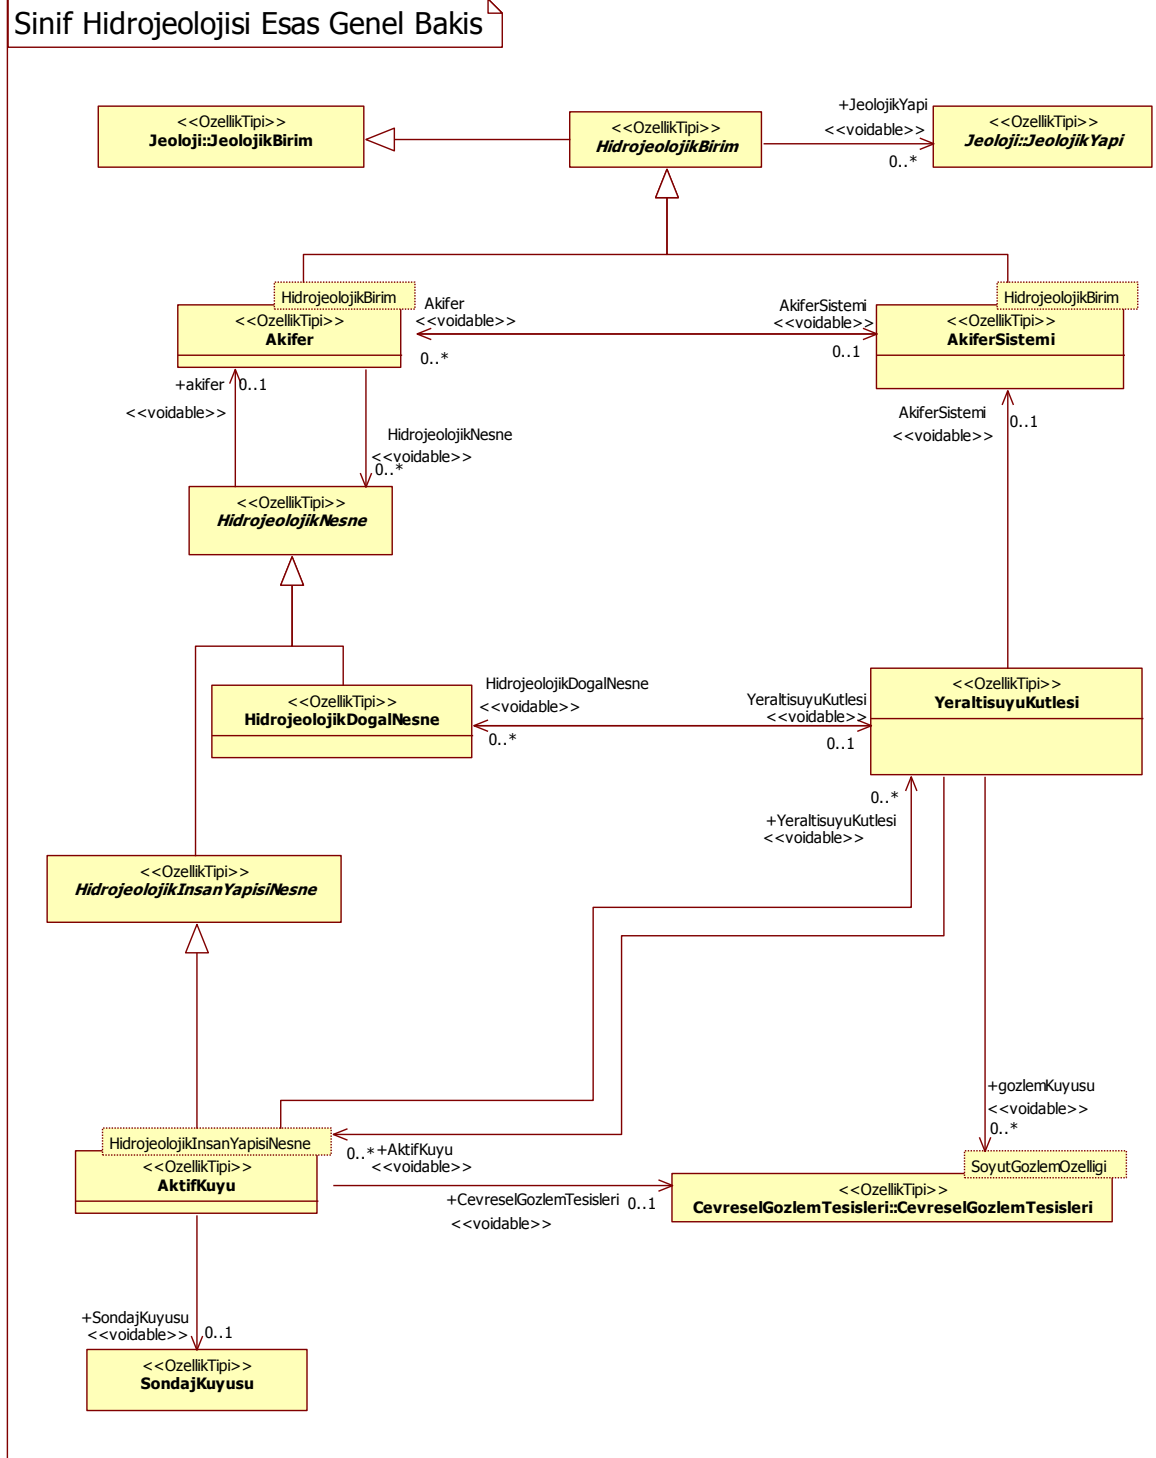 Sinif Hidrojeolojisi Esas Genel Bakis
<<OzellikTipi>>
Jeoloji::JeolojikBirim
<<OzellikTipi>>
HidrojeolojikBirim
+JeolojikYapi
<<voidable>>
0..*
<<OzellikTipi>>
Jeoloji::JeolojikYapi
HidrojeolojikBirim
<<OzellikTipi>>
Akifer
Akifer
<<voidable>>
0..*
AkiferSistemi
<<voidable>>
0..1
HidrojeolojikBirim
<<OzellikTipi>>
AkiferSistemi
+akifer
0..1
<<voidable>>
HidrojeolojikNesne
<<voidable>>
0..*
AkiferSistemi
<<voidable>>
0..1
<<OzellikTipi>>
HidrojeolojikNesne
<<OzellikTipi>>
HidrojeolojikDogalNesne
HidrojeolojikDogalNesne
<<voidable>>
0..*
YeraltisuyuKutlesi
<<voidable>>
0..1
<<OzellikTipi>>
YeraltisuyuKutlesi
0..*
+YeraltisuyuKutlesi
<<voidable>>
<<OzellikTipi>>
HidrojeolojikInsanYapisiNesne
+gozlemKuyusu
<<voidable>>
0..*
HidrojeolojikInsanYapisiNesne
<<OzellikTipi>>
AktifKuyu
0..*
+AktifKuyu
<<voidable>>
+CevreselGozlemTesisleri
0..1
<<voidable>>
SoyutGozlemOzelligi
<<OzellikTipi>>
CevreselGozlemTesisleri::CevreselGozlemTesisleri
+SondajKuyusu
<<voidable>>
0..1
<<OzellikTipi>>
SondajKuyusu